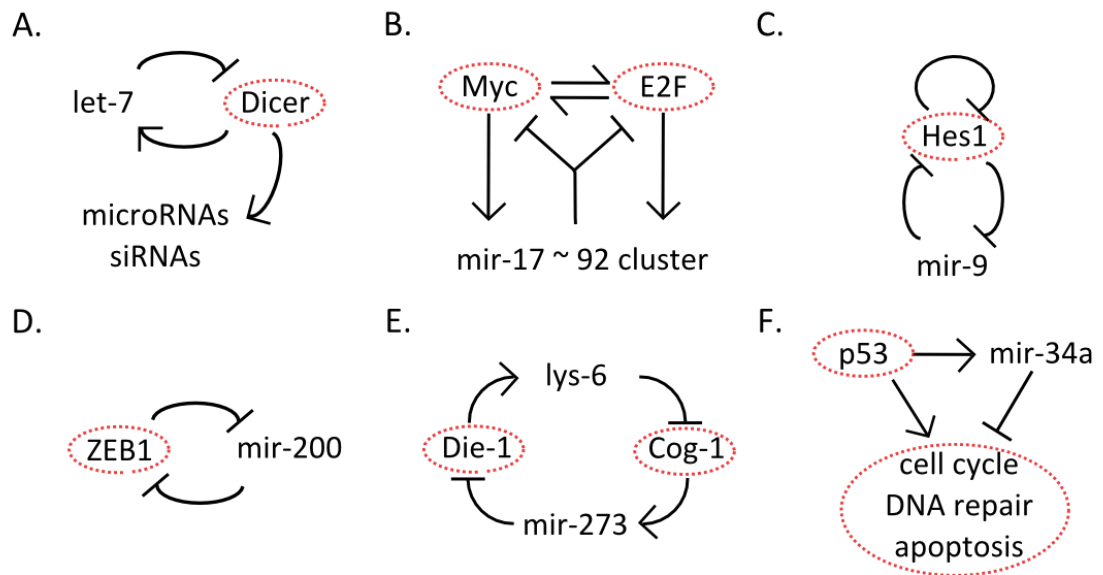 A.
let-7
Dicer
microRNAs
siRNAs
B.
Myc
E2F
mir-17 ~ 92 cluster
C.
Hes1
mir-9
D.
ZEB1
mir-200
E.
lys-6
Die-1
Cog-1
mir-273
F.
p53
mir-34a
cell cycle
DNA repair
apoptosis